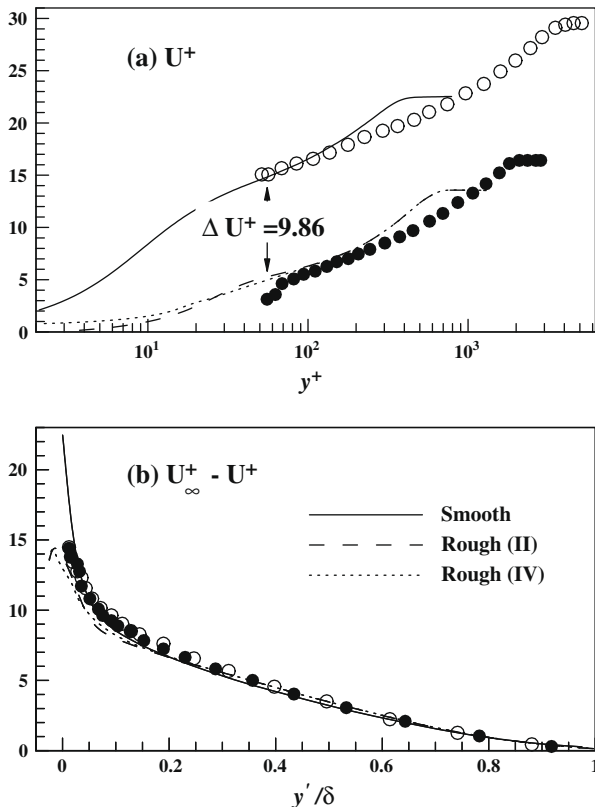 30
(a) U⁺
25
20
15
Δ U⁺ =9.86
10
5
0
10¹ 10² 10³
y⁺
(b) U⁺∞ - U⁺
20
Smooth
15
Rough (II)
Rough (IV)
10
5
0
0 0.2 0.4 0.6 0.8 1
y′/δ